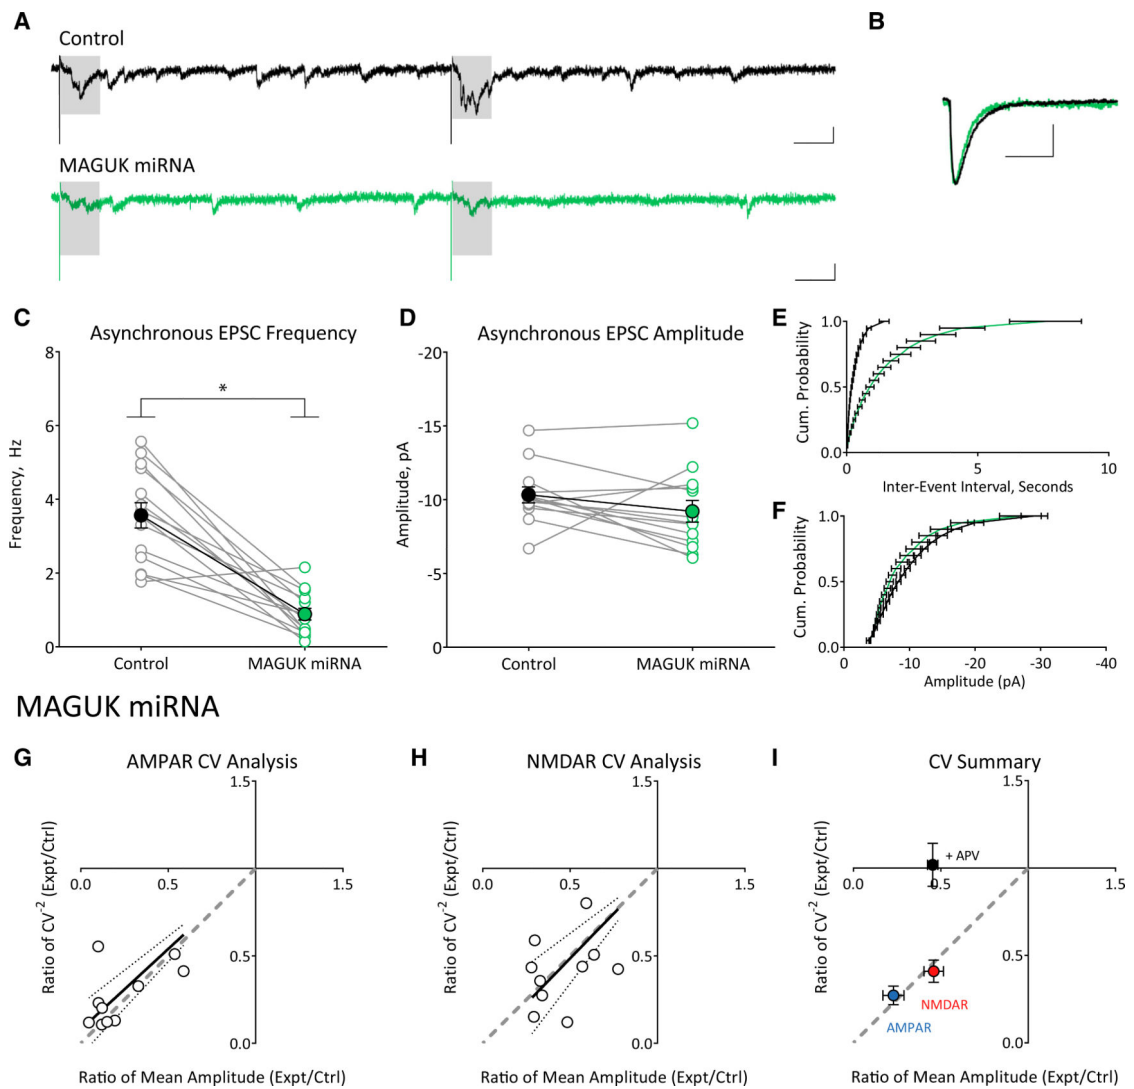 A
B
Control
MAGUK miRNA
C
Asynchronous EPSC Frequency
D
Asynchronous EPSC Amplitude
E
8
6
4
2
0
Frequency, Hz
*
Control
MAGUK miRNA
-20
-15
-10
-5
0
Amplitude, pA
Control
MAGUK miRNA
1.0
0.5
0.0
Cum. Probability
0
5
10
Inter-Event Interval, Seconds
F
1.0
0.5
0.0
Cum. Probability
0
-10
-20
-30
-40
Amplitude (pA)
MAGUK miRNA
G
AMPAR CV Analysis
H
NMDAR CV Analysis
I
CV Summary
1.5
0.0
0.5
1.5
0.5
0.0
Ratio of CV⁻² (Expt/Ctrl)
Ratio of Mean Amplitude (Expt/Ctrl)
1.5
0.0
0.5
1.5
0.5
0.0
Ratio of CV⁻² (Expt/Ctrl)
Ratio of Mean Amplitude (Expt/Ctrl)
1.5
+ APV
0.0
0.5
1.5
0.5
NMDAR
AMPAR
0.0
Ratio of CV⁻² (Expt/Ctrl)
Ratio of Mean Amplitude (Expt/Ctrl)